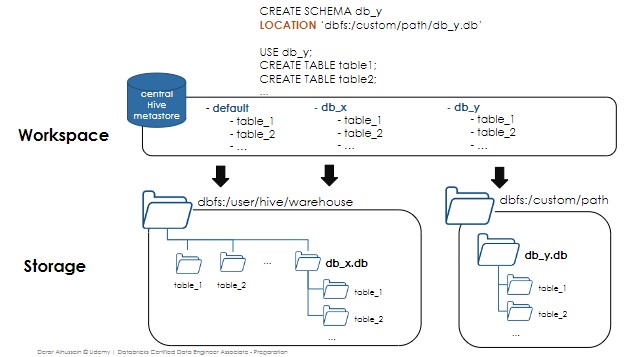 CREATE SCHEMA db_y
LOCATION 'dbfs:/custom/path/db_y.db'
USE db_y;
CREATE TABLE table1;
CREATE TABLE table2;
...
central
Hive
metastore
Workspace
- default
- table_1
- table_2
- ...
- db_x
- table_1
- table_2
- ...
- db_y
- table_1
- table_2
- ...
dbfs:/user/hive/warehouse
dbfs:/custom/path
Storage
table_1
table_2
...
db_x.db
table_1
table_2
...
db_y.db
table_1
table_2
...
Derar Alhussein © Udemy | Databricks Certified Data Engineer Associate - Preparation